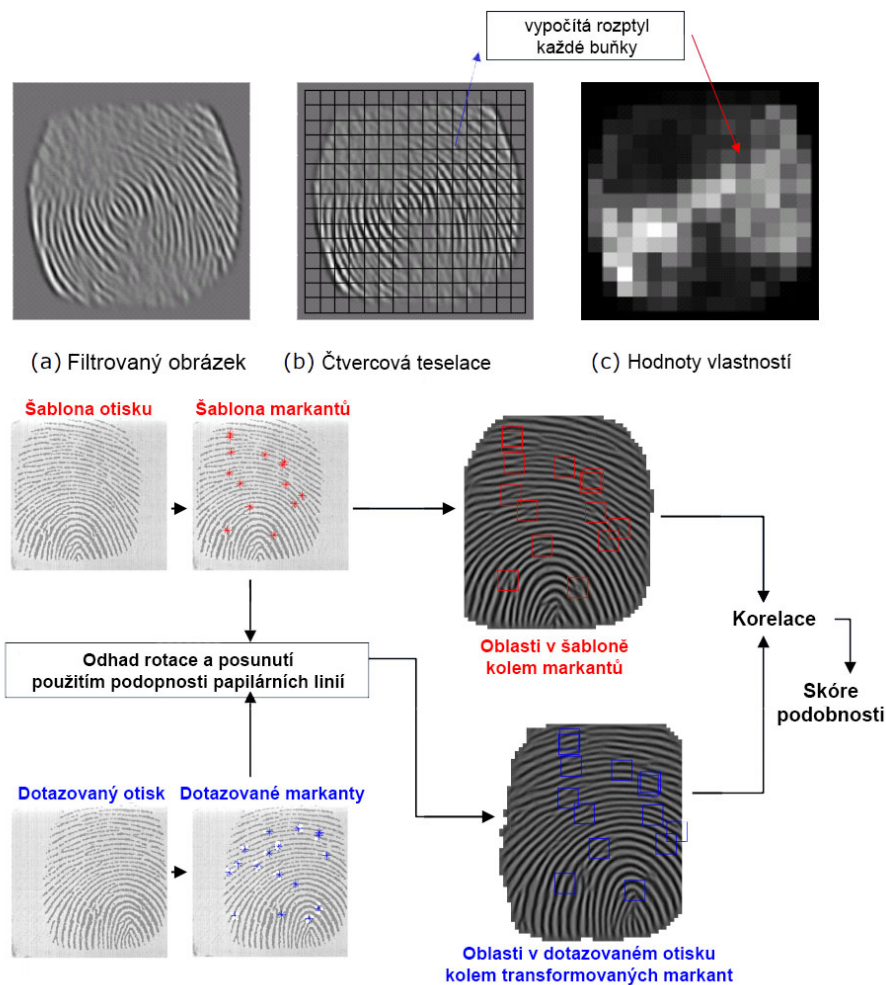 vypočítá rozptyl
každé buňky
(a) Filtrovaný obrázek
(b) Čtvercová teselace
(c) Hodnoty vlastností
Šablona otisku
Šablona markantů
Oblasti v šabloně
kolem markantů
Korelace
Skóre
podobnosti
Odhad rotace a posunutí
použitím podopnosti papilárních linií
Dotazovaný otisk
Dotazované markanty
Oblasti v dotazovaném otisku
kolem transformovaných markant